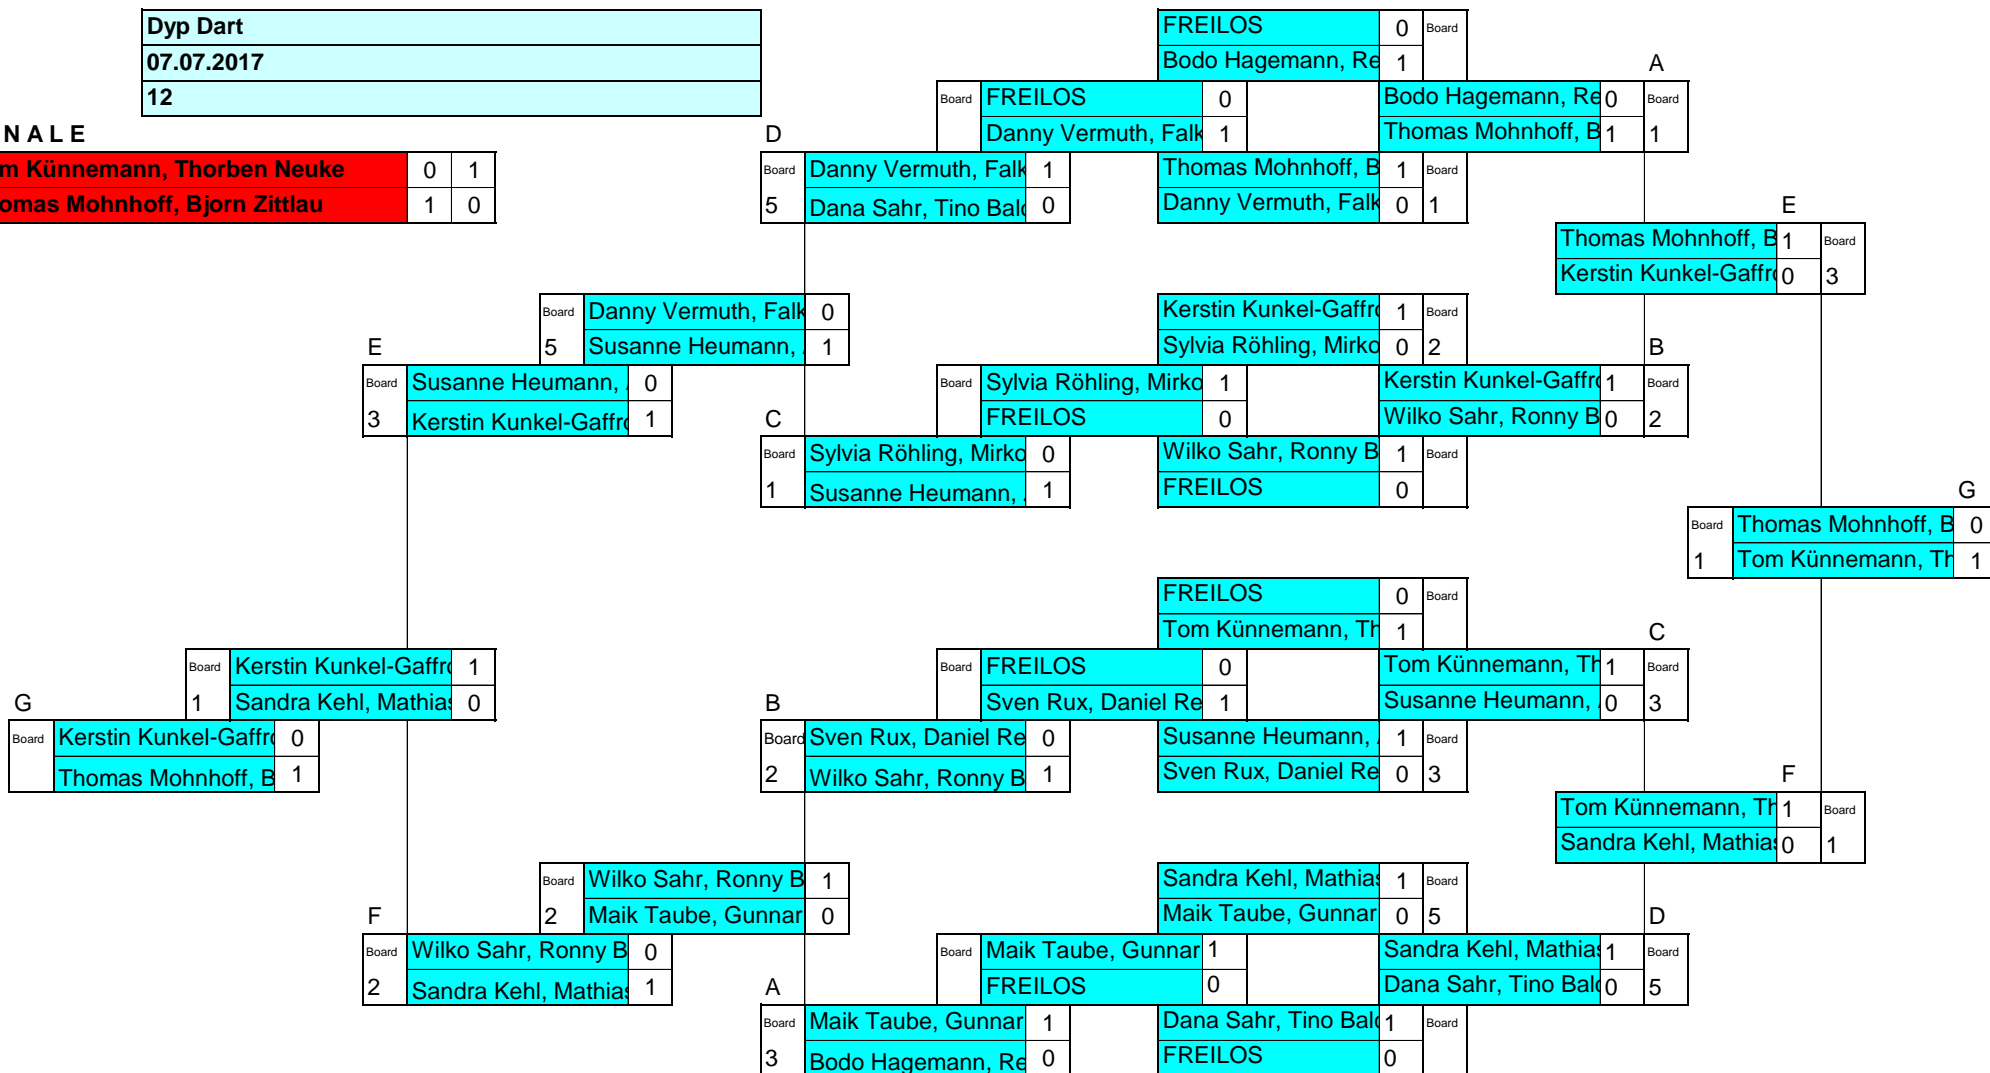 Dyp Dart
07.07.2017
12
N A L E
m Künnemann, Thorben Neuke 0 1
omas Mohnhoff, Bjorn Zittlau 1 0
FREILOS 0 Board
Bodo Hagemann, Re 1
A
Board FREILOS 0
Danny Vermuth, Falk 1
Bodo Hagemann, Re 0 Board
Thomas Mohnhoff, B 1 1
D
Board Danny Vermuth, Falk 1
5 Dana Sahr, Tino Bald 0
Thomas Mohnhoff, B 1 Board
Danny Vermuth, Falk 0 1
E
Thomas Mohnhoff, B 1 Board
Kerstin Kunkel-Gaffro 0 3
Board Danny Vermuth, Falk 0
5 Susanne Heumann, 1
Kerstin Kunkel-Gaffro 1 Board
Sylvia Röhling, Mirko 0 2
E
B
Board Susanne Heumann, 0
3 Kerstin Kunkel-Gaffro 1
Board Sylvia Röhling, Mirko 1
FREILOS 0
Kerstin Kunkel-Gaffro 1 Board
Wilko Sahr, Ronny B 0 2
C
Board Sylvia Röhling, Mirko 0
1 Susanne Heumann, 1
Wilko Sahr, Ronny B 1 Board
FREILOS 0
G
Board Thomas Mohnhoff, B 0
1 Tom Künnemann, Th 1
FREILOS 0 Board
Tom Künnemann, Th 1
C
Board Kerstin Kunkel-Gaffro 1
1 Sandra Kehl, Mathias 0
Board FREILOS 0
Sven Rux, Daniel Re 1
Tom Künnemann, Th 1 Board
Susanne Heumann, 0 3
G
B
Board Kerstin Kunkel-Gaffro 0
Thomas Mohnhoff, B 1
Board Sven Rux, Daniel Re 0
2 Wilko Sahr, Ronny B 1
Susanne Heumann, 1 Board
Sven Rux, Daniel Re 0 3
F
Tom Künnemann, Th 1 Board
Sandra Kehl, Mathias 0 1
Board Wilko Sahr, Ronny B 1
2 Maik Taube, Gunnar 0
Sandra Kehl, Mathias 1 Board
Maik Taube, Gunnar 0 5
F
D
Board Wilko Sahr, Ronny B 0
2 Sandra Kehl, Mathias 1
Board Maik Taube, Gunnar 1
FREILOS 0
Sandra Kehl, Mathias 1 Board
Dana Sahr, Tino Bald 0 5
A
Board Maik Taube, Gunnar 1
3 Bodo Hagemann, Re 0
Dana Sahr, Tino Bald 1 Board
FREILOS 0